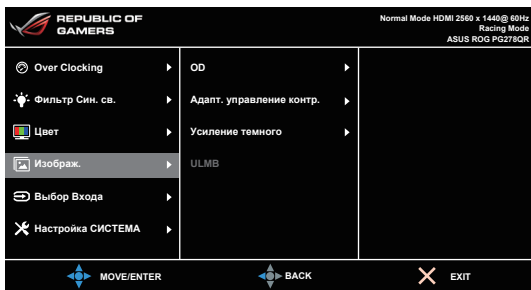 REPUBLIC OF
GAMERS
Normal Mode HDMI 2560 x 1440@ 60Hz
Racing Mode
ASUS ROG PG278QR
Over Clocking
Фильтр Син. св.
Цвет
Изображ.
Выбор Входа
Настройка СИСТЕМА
OD
Адапт. управление контр.
Усиление темного
ULMB
MOVE/ENTER
BACK
EXIT